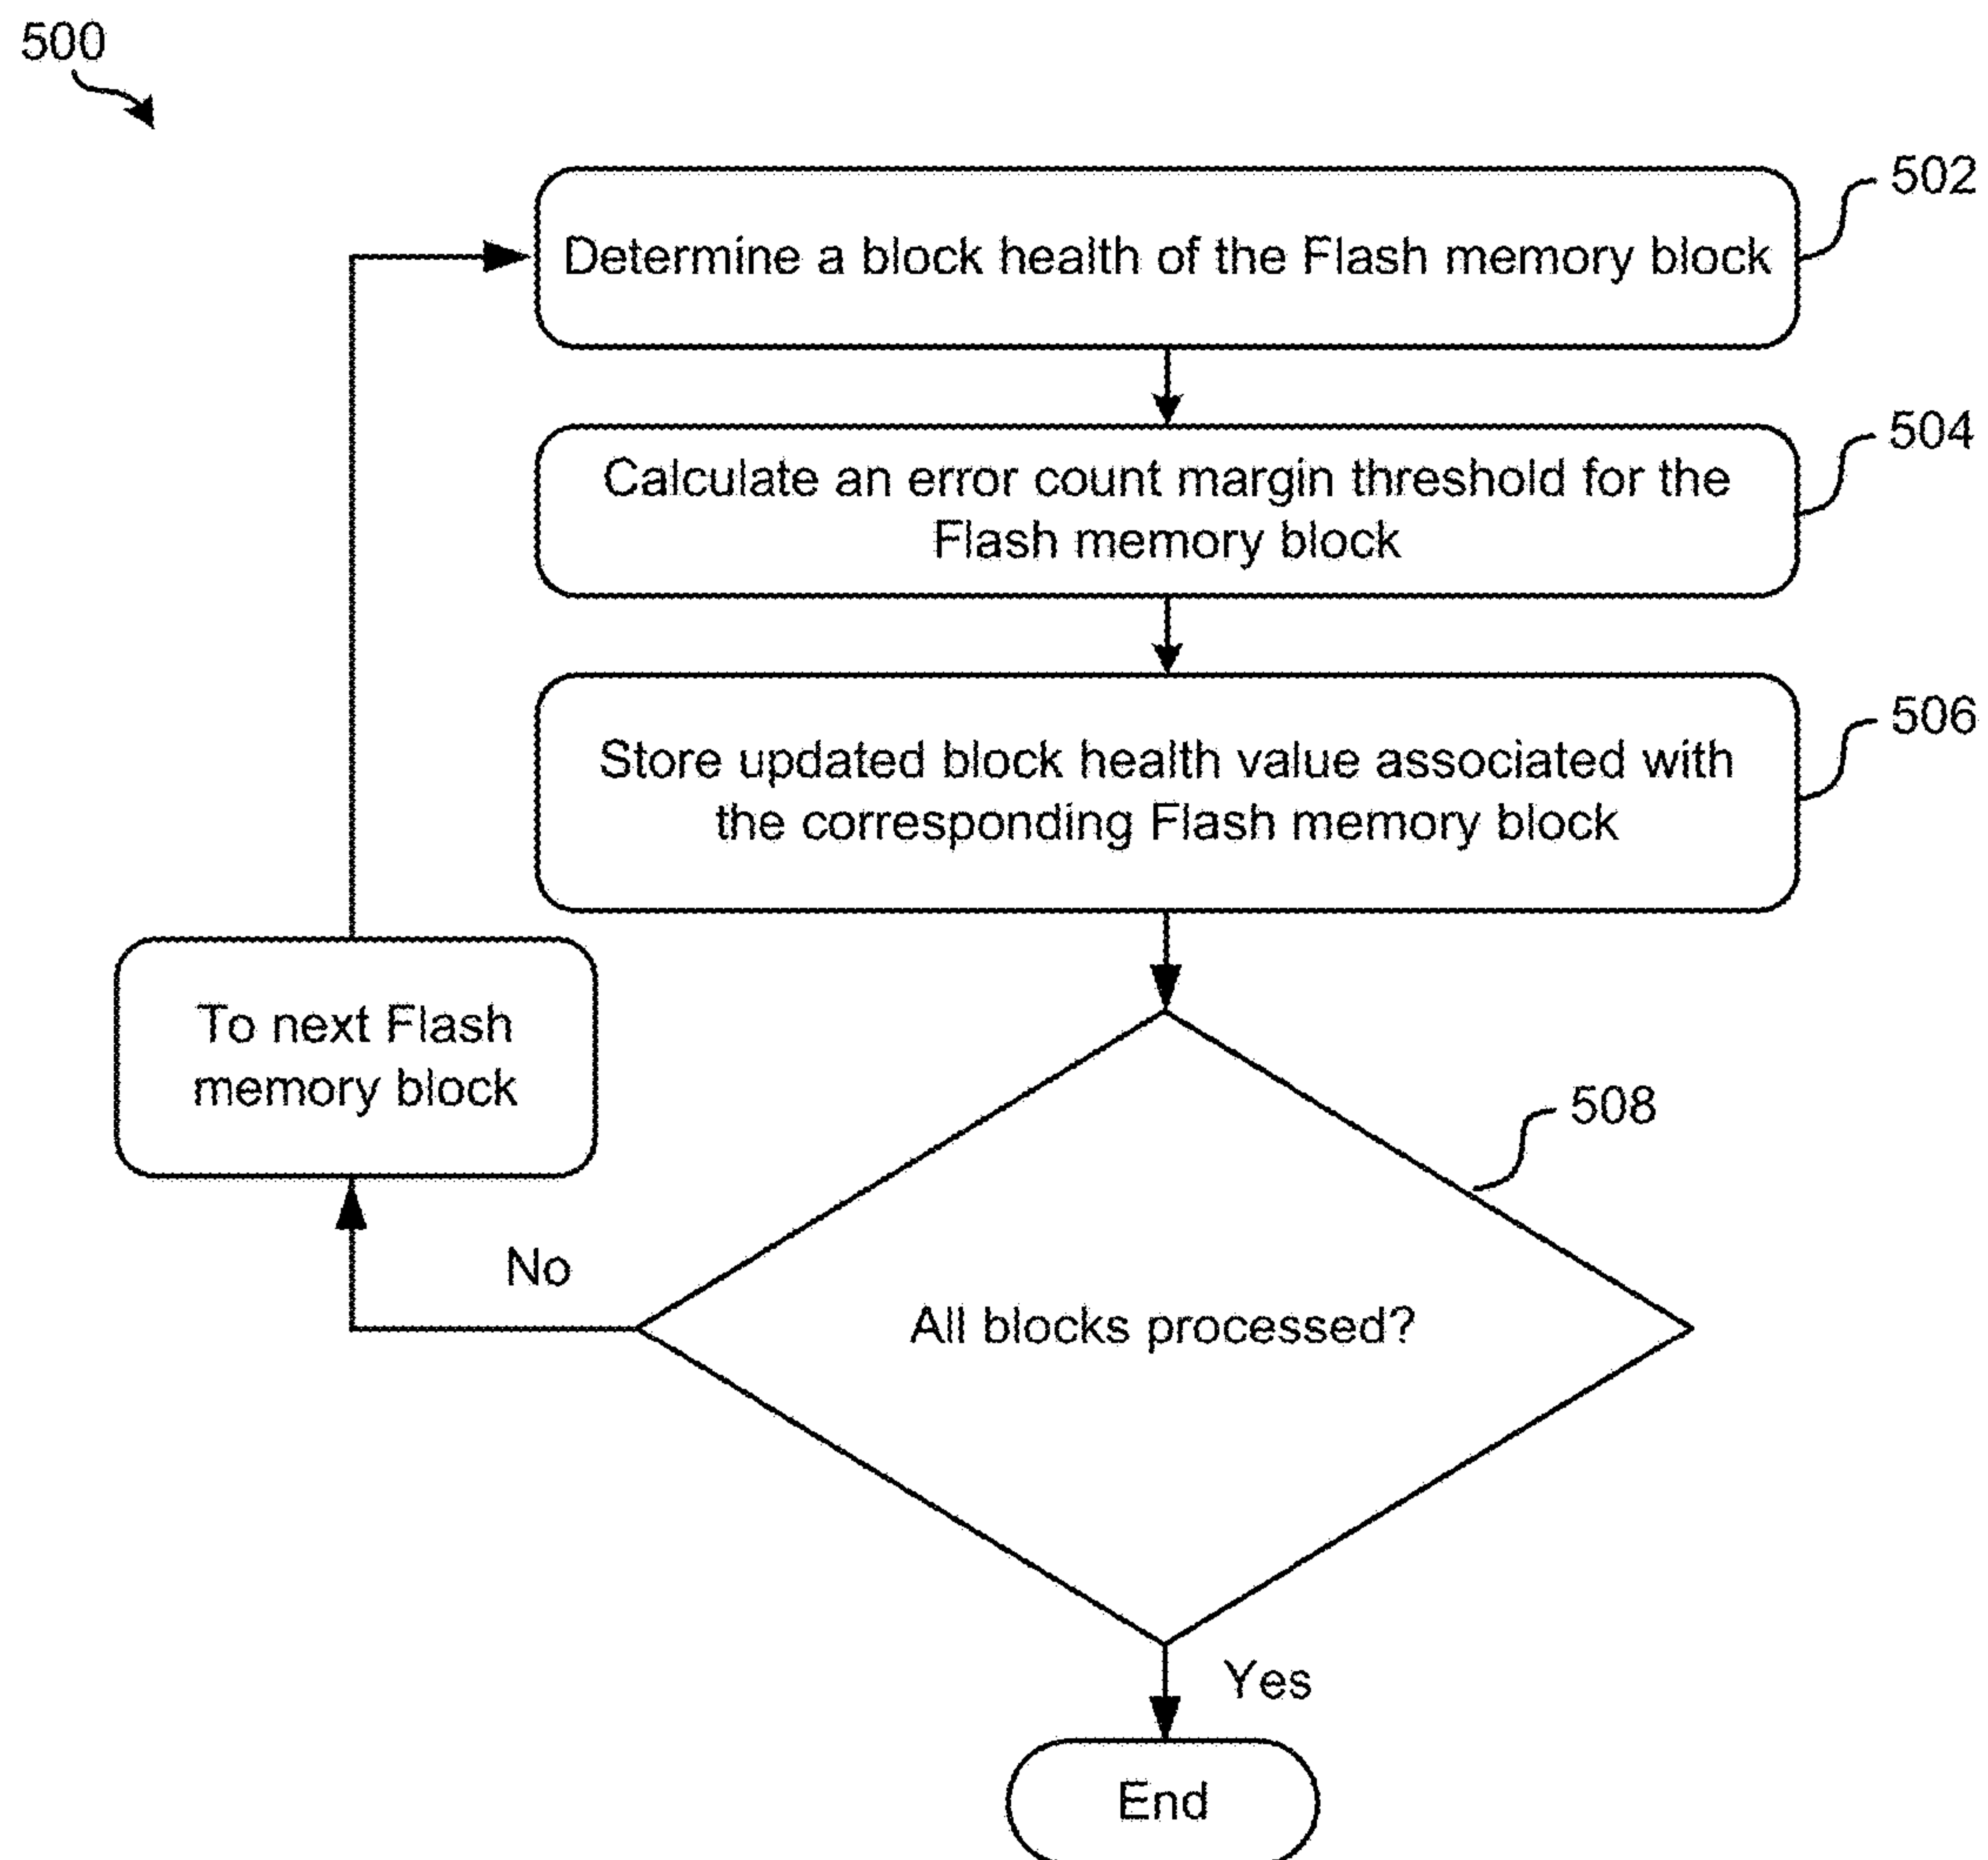 500
502
Determine a block health of the Flash memory block
504
Calculate an error count margin threshold for the
Flash memory block
506
Store updated block health value associated with
the corresponding Flash memory block
To next Flash
memory block
508
No
All blocks processed?
Yes
End